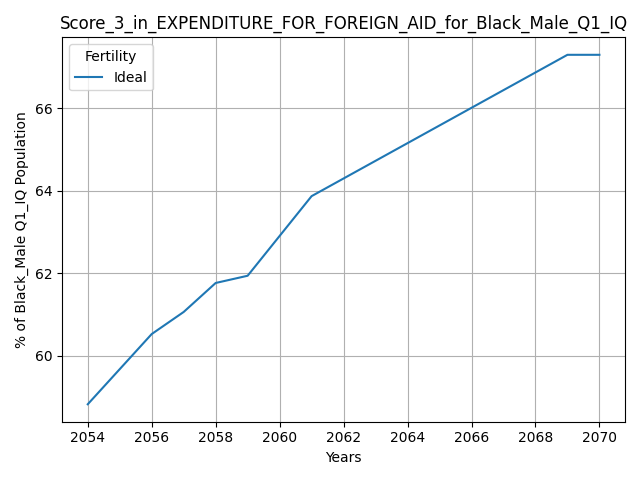 Score_3_in_EXPENDITURE_FOR_FOREIGN_AID_for_Black_Male_Q1_IQ
Fertility
Ideal
% of Black_Male Q1_IQ Population
66
64
62
60
2054 2056 2058 2060 2062 2064 2066 2068 2070
Years